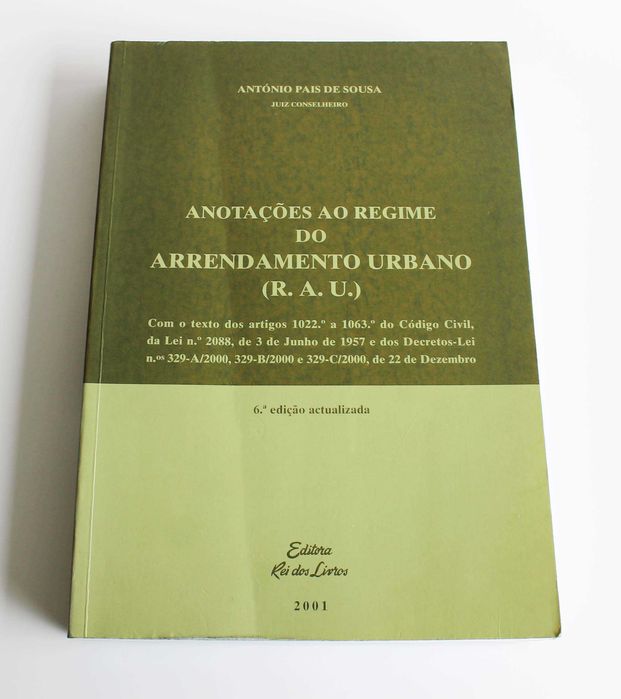 ANTÓNIO PAIS DE SOUSA
JUIZ CONSELHEIRO
ANOTAÇÕES AO REGIME
DO
ARRENDAMENTO URBANO
(R. A. U.)
Com o texto dos artigos 1022.º a 1063.º do Código Civil,
da Lei n.º 2088, de 3 de Junho de 1957 e dos Decretos-Lei
n.os 329-A/2000, 329-B/2000 e 329-C/2000, de 22 de Dezembro
6.ª edição actualizada
Editora
Rei dos Livros
2001